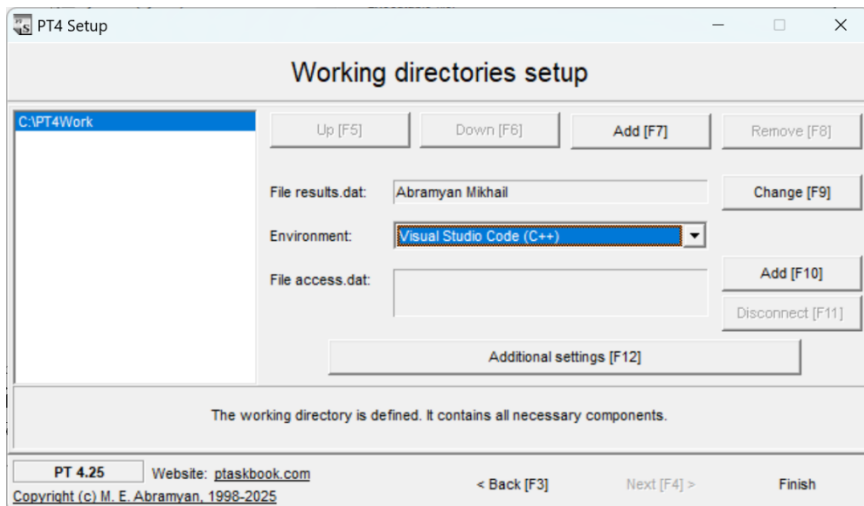 PT4 Setup
Working directories setup
C:\PT4Work
Up [F5] Down [F6] Add [F7] Remove [F8]
File results.dat: Abramyan Mikhail Change [F9]
Environment: Visual Studio Code (C++)
File access.dat: Add [F10]
Disconnect [F11]
Additional settings [F12]
The working directory is defined. It contains all necessary components.
PT 4.25 Website: ptaskbook.com
< Back [F3] Next [F4] > Finish
Copyright (c) M. E. Abramyan, 1998-2025